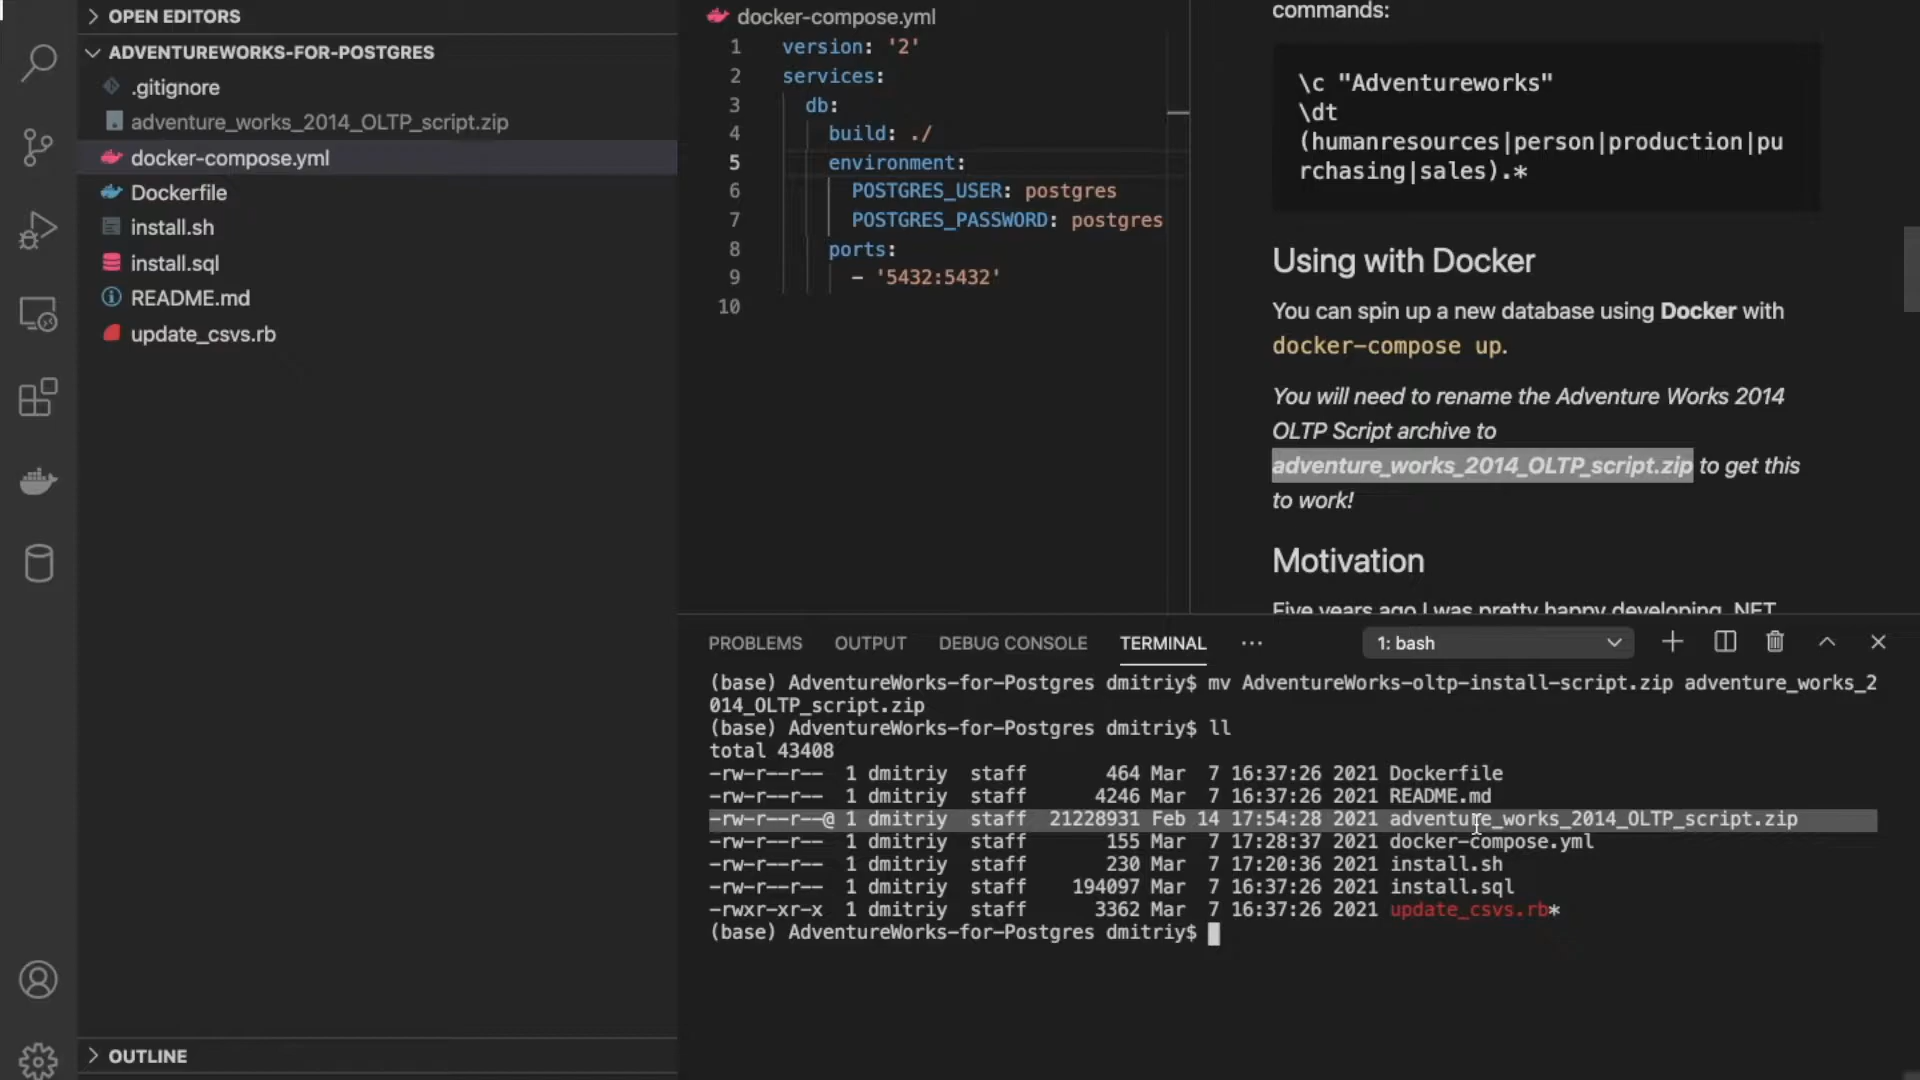 OPEN EDITORS
ADVENTUREWORKS-FOR-POSTGRES
.gitignore
adventure_works_2014_OLTP_script.zip
docker-compose.yml
Dockerfile
install.sh
install.sql
README.md
update_csvs.rb
OUTLINE
docker-compose.yml
1 version: '2'
2 services:
3 db:
4 build: ./
5 environment:
6 POSTGRES_USER: postgres
7 POSTGRES_PASSWORD: postgres
8 ports:
9 - '5432:5432'
10
commands:
\c "Adventureworks"
\dt
(humanresources|person|production|pu
rchasing|sales).*
Using with Docker
You can spin up a new database using Docker with
docker-compose up.
You will need to rename the Adventure Works 2014
OLTP Script archive to
adventure_works_2014_OLTP_script.zip to get this
to work!
Motivation
Five years ago I was pretty happy developing .NET
PROBLEMS OUTPUT DEBUG CONSOLE TERMINAL ··· 1: bash
(base) AdventureWorks-for-Postgres dmitriy$ mv AdventureWorks-oltp-install-script.zip adventure_works_2
014_OLTP_script.zip
(base) AdventureWorks-for-Postgres dmitriy$ ll
total 43408
-rw-r--r-- 1 dmitriy staff 464 Mar 7 16:37:26 2021 Dockerfile
-rw-r--r-- 1 dmitriy staff 4246 Mar 7 16:37:26 2021 README.md
-rw-r--r--@ 1 dmitriy staff 21228931 Feb 14 17:54:28 2021 adventure_works_2014_OLTP_script.zip
-rw-r--r-- 1 dmitriy staff 155 Mar 7 17:28:37 2021 docker-compose.yml
-rw-r--r-- 1 dmitriy staff 230 Mar 7 17:20:36 2021 install.sh
-rw-r--r-- 1 dmitriy staff 194097 Mar 7 16:37:26 2021 install.sql
-rwxr-xr-x 1 dmitriy staff 3362 Mar 7 16:37:26 2021 update_csvs.rb*
(base) AdventureWorks-for-Postgres dmitriy$